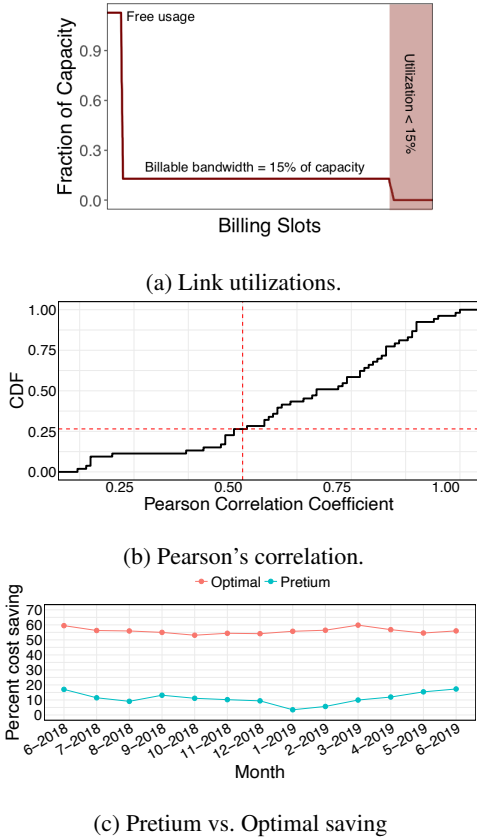 Free usage
Fraction of Capacity
0.9
0.6
0.3
0.0
Utilization < 15%
Billable bandwidth = 15% of capacity
Billing Slots
(a) Link utilizations.
CDF
1.00
0.75
0.50
0.25
0.00
0.25 0.50 0.75 1.00
Pearson Correlation Coefficient
(b) Pearson's correlation.
Optimal Pretium
Percent cost saving
70
60
50
40
30
20
10
0
6–2018 7–2018 8–2018 9–2018 10–2018 11–2018 12–2018 1–2019 2–2019 3–2019 4–2019 5–2019 6–2019
Month
(c) Pretium vs. Optimal saving